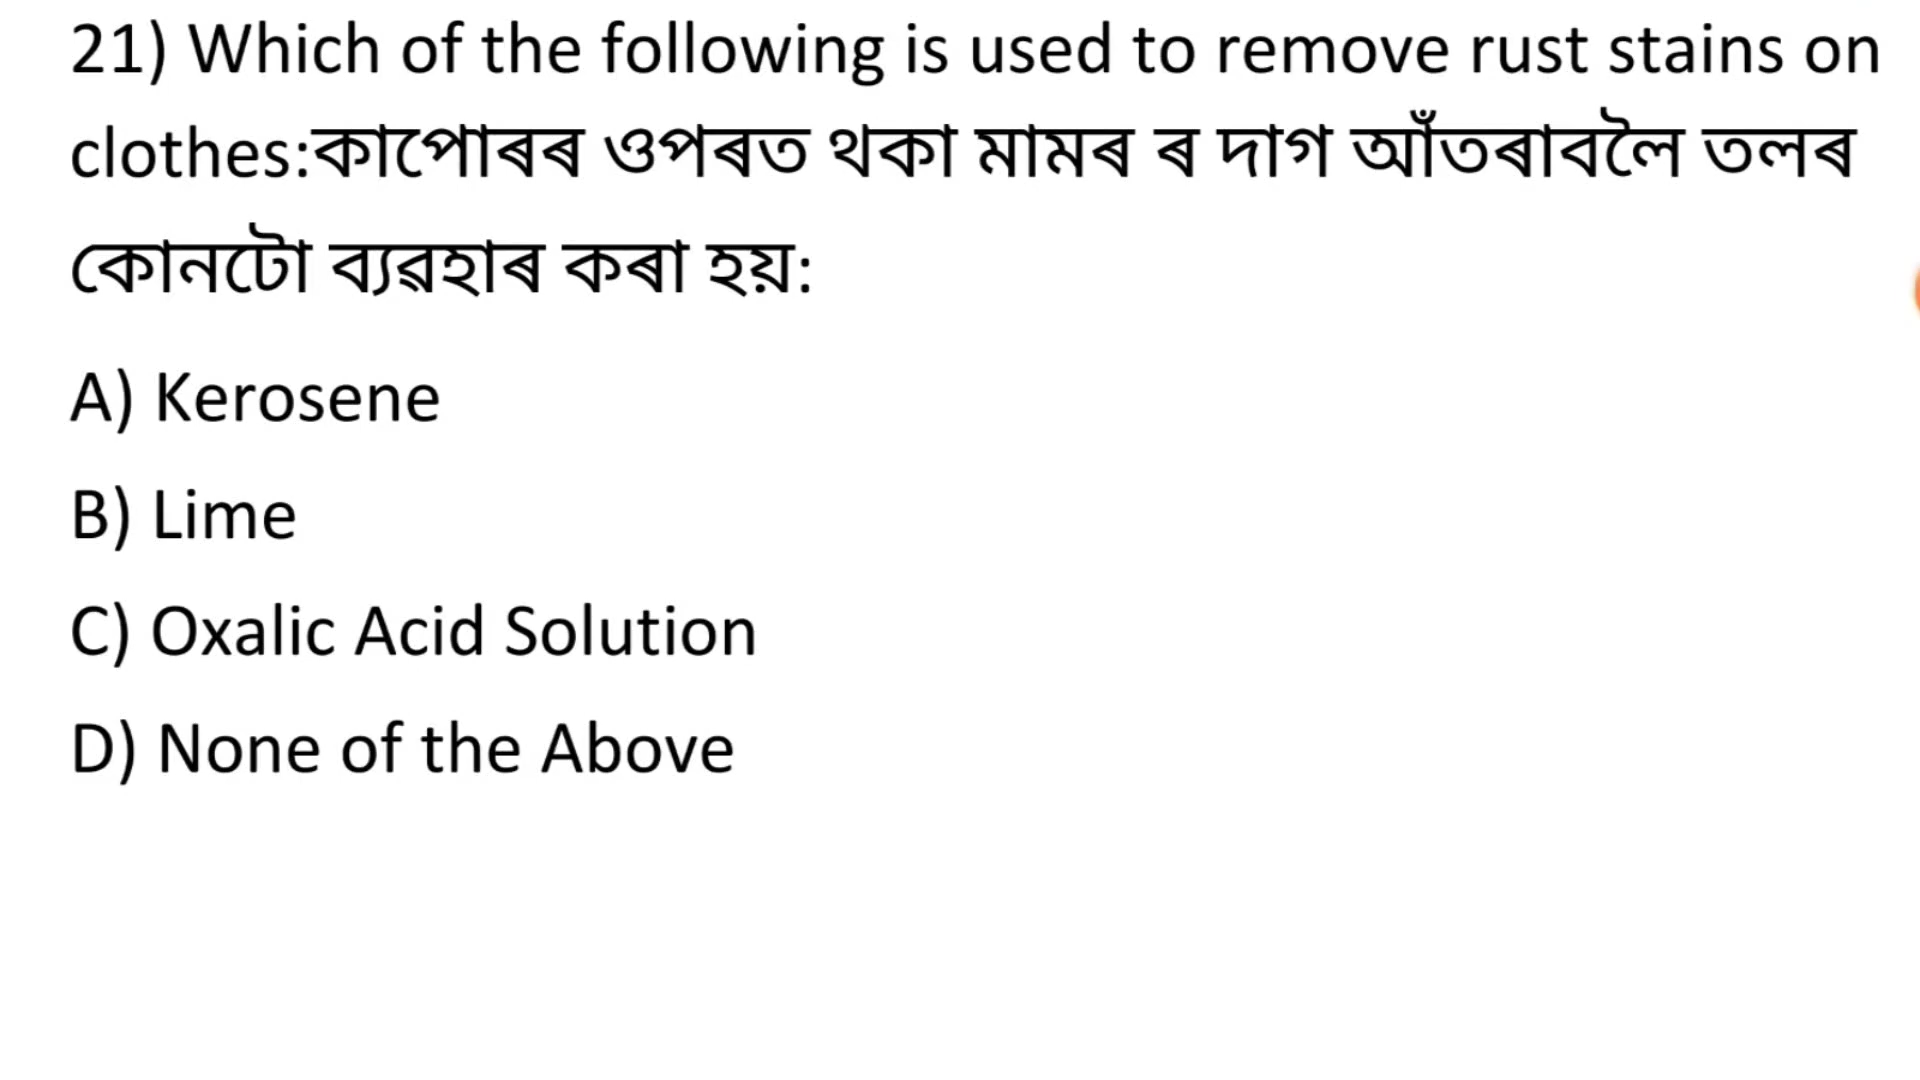 21) Which of the following is used to remove rust stains on
clothes:কাপোৰৰ ওপৰত থকা মামৰ ৰ দাগ আঁতৰাবলৈ তলৰ
কোনটো ব্যৱহাৰ কৰা হয়:
A) Kerosene
B) Lime
C) Oxalic Acid Solution
D) None of the Above